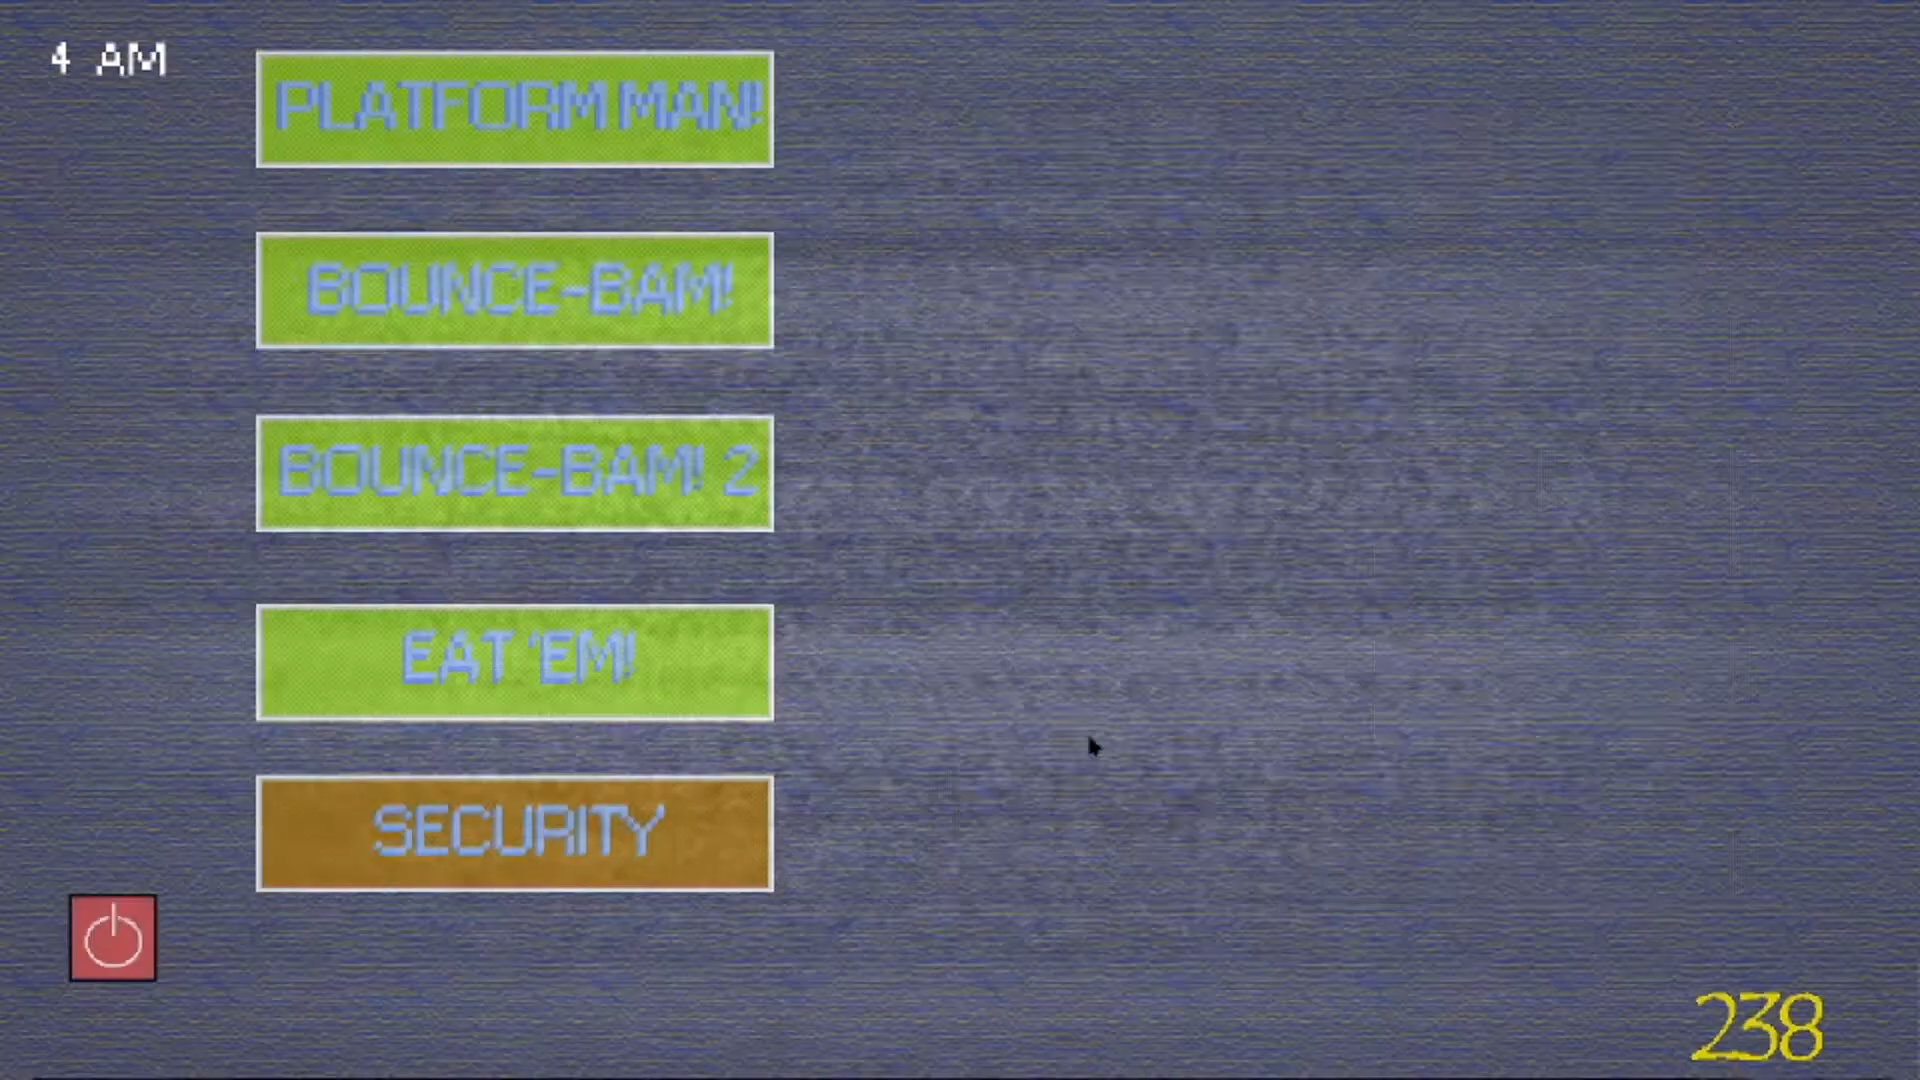 4 AM
PLATFORM MAN!
BOUNCE-BAM!
BOUNCE-BAM! 2
EAT 'EM!
SECURITY
238